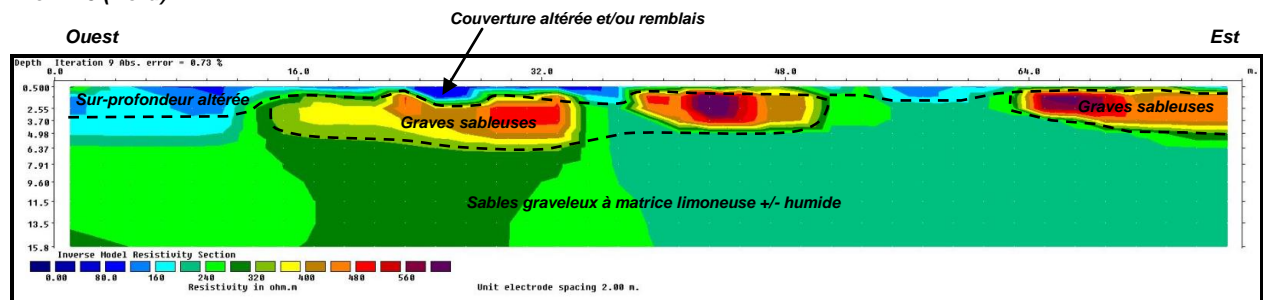 Couverture altérée et/ou remblais
Ouest
Est
Depth Iteration 9 Abs. error = 0.73 %
0.0 16.0 32.0 48.0 64.0 m.
0.500
2.55
3.70
4.98
6.37
7.91
9.60
11.5
13.5
15.8
Sur-profondeur altérée
Graves sableuses
Graves sableuses
Sables graveleux à matrice limoneuse +/- humide
Inverse Model Resistivity Section
0.00 80.0 160 240 320 400 480 560
Resistivity in ohm.m
Unit electrode spacing 2.00 m.